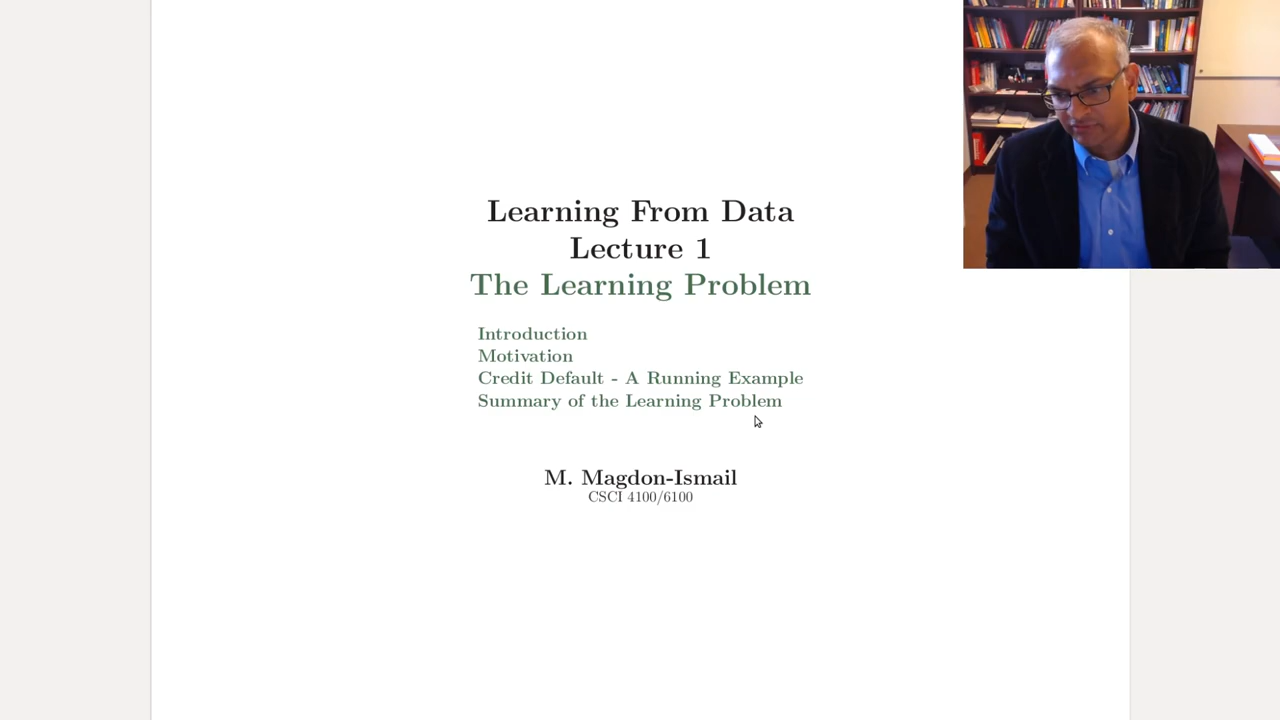 Learning From Data
Lecture 1
The Learning Problem
Introduction
Motivation
Credit Default - A Running Example
Summary of the Learning Problem
M. Magdon-Ismail
CSCI 4100/6100